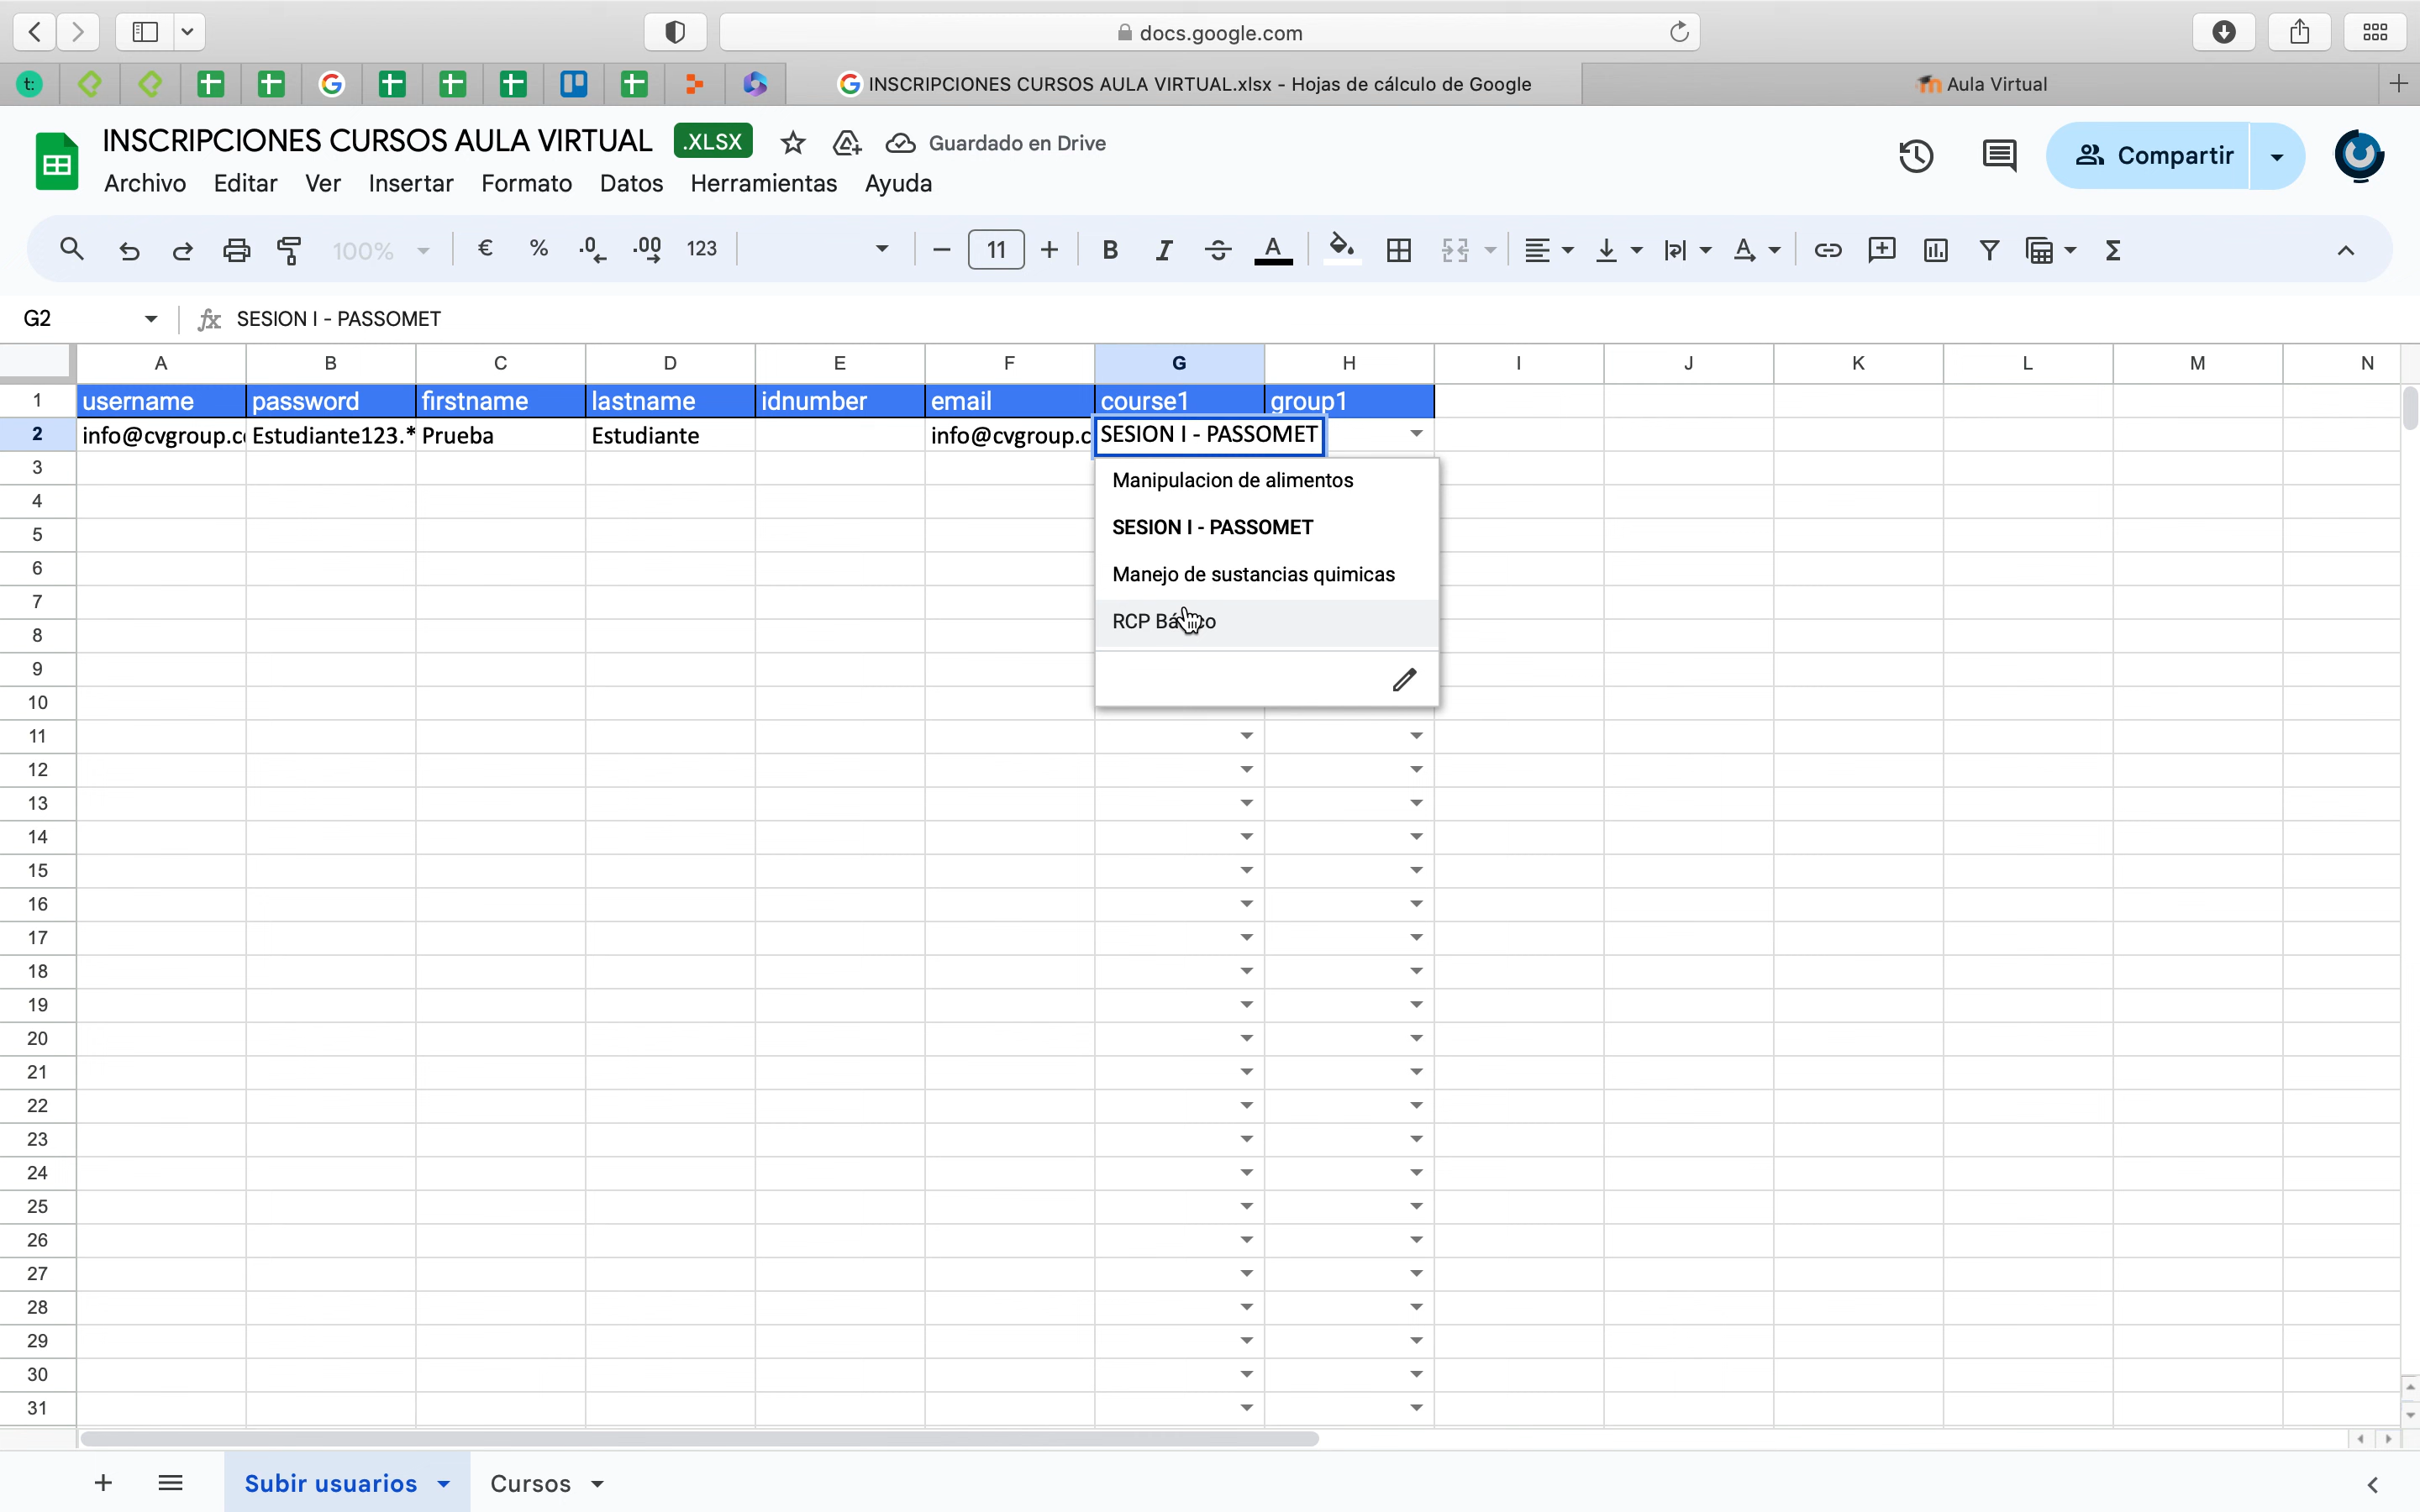 docs.google.com
t:
INSCRIPCIONES CURSOS AULA VIRTUAL.xlsx - Hojas de cálculo de Google
Aula Virtual
INSCRIPCIONES CURSOS AULA VIRTUAL .XLSX Guardado en Drive
Archivo Editar Ver Insertar Formato Datos Herramientas Ayuda
Compartir
100% € % .0 .00 123 11
G2 fx SESION I - PASSOMET
A B C D E F G H I J K L M N
1 username password firstname lastname idnumber email course1 group1
2 info@cvgroup.c Estudiante123.* Prueba Estudiante info@cvgroup.c SESION I - PASSOMET
3 Manipulacion de alimentos
4
SESION I - PASSOMET
5
6 Manejo de sustancias quimicas
7
RCP
8
9
10
11
12
13
14
15
16
17
18
19
20
21
22
23
24
25
26
27
28
29
30
31
Subir usuarios Cursos